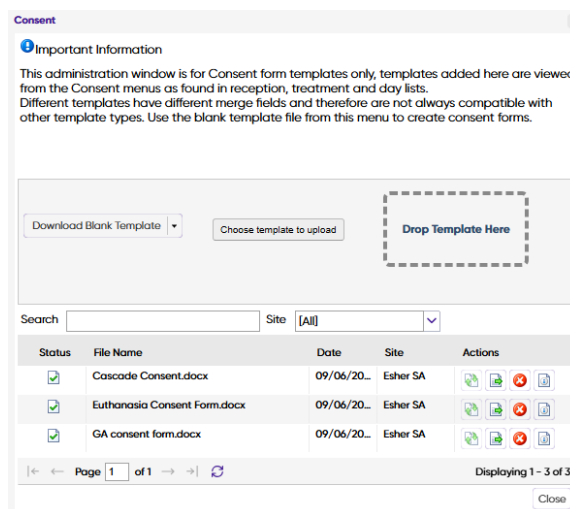 Consent
Important Information
This administration window is for Consent form templates only, templates added here are viewed
from the Consent menus as found in reception, treatment and day lists.
Different templates have different merge fields and therefore are not always compatible with
other template types. Use the blank template file from this menu to create consent forms.
Download Blank Template Choose template to upload Drop Template Here
Search Site [All]
Status File Name Date Site Actions
Cascade Consent.docx 09/06/20... Esher SA
Euthanasia Consent Form.docx 09/06/20... Esher SA
GA consent form.docx 09/06/20... Esher SA
Page 1 of 1 Displaying 1 - 3 of 3
Close